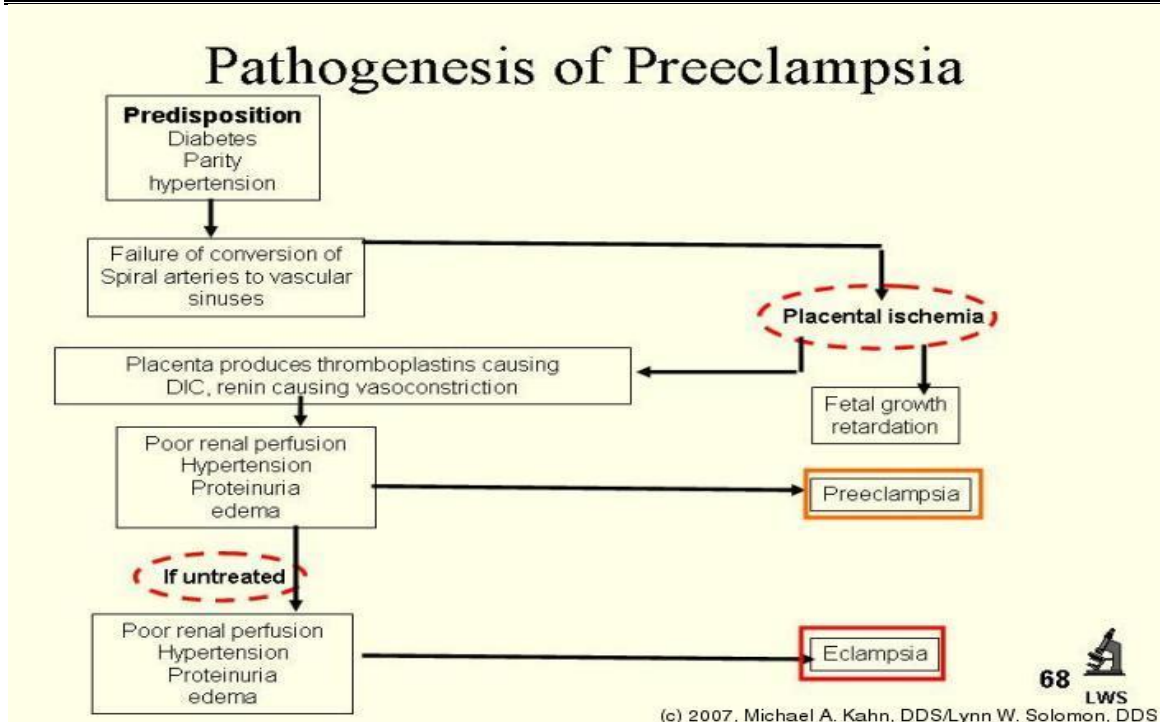 Pathogenesis of Preeclampsia
Predisposition
Diabetes
Parity
hypertension
Failure of conversion of
Spiral arteries to vascular
sinuses
Placental ischemia
Placenta produces thromboplastins causing
DIC, renin causing vasoconstriction
Fetal growth
retardation
Poor renal perfusion
Hypertension
Proteinuria
edema
Preeclampsia
If untreated
Poor renal perfusion
Hypertension
Proteinuria
edema
Eclampsia
68
LWS
(c) 2007, Michael A. Kahn, DDS/Lynn W. Solomon, DDS